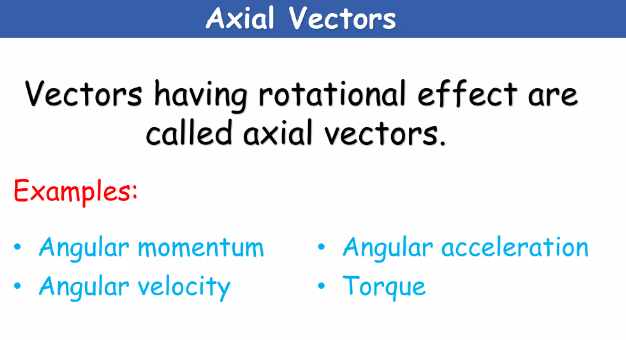 Axial Vectors
Vectors having rotational effect are
called axial vectors.
Examples:
• Angular momentum
• Angular velocity
• Angular acceleration
• Torque